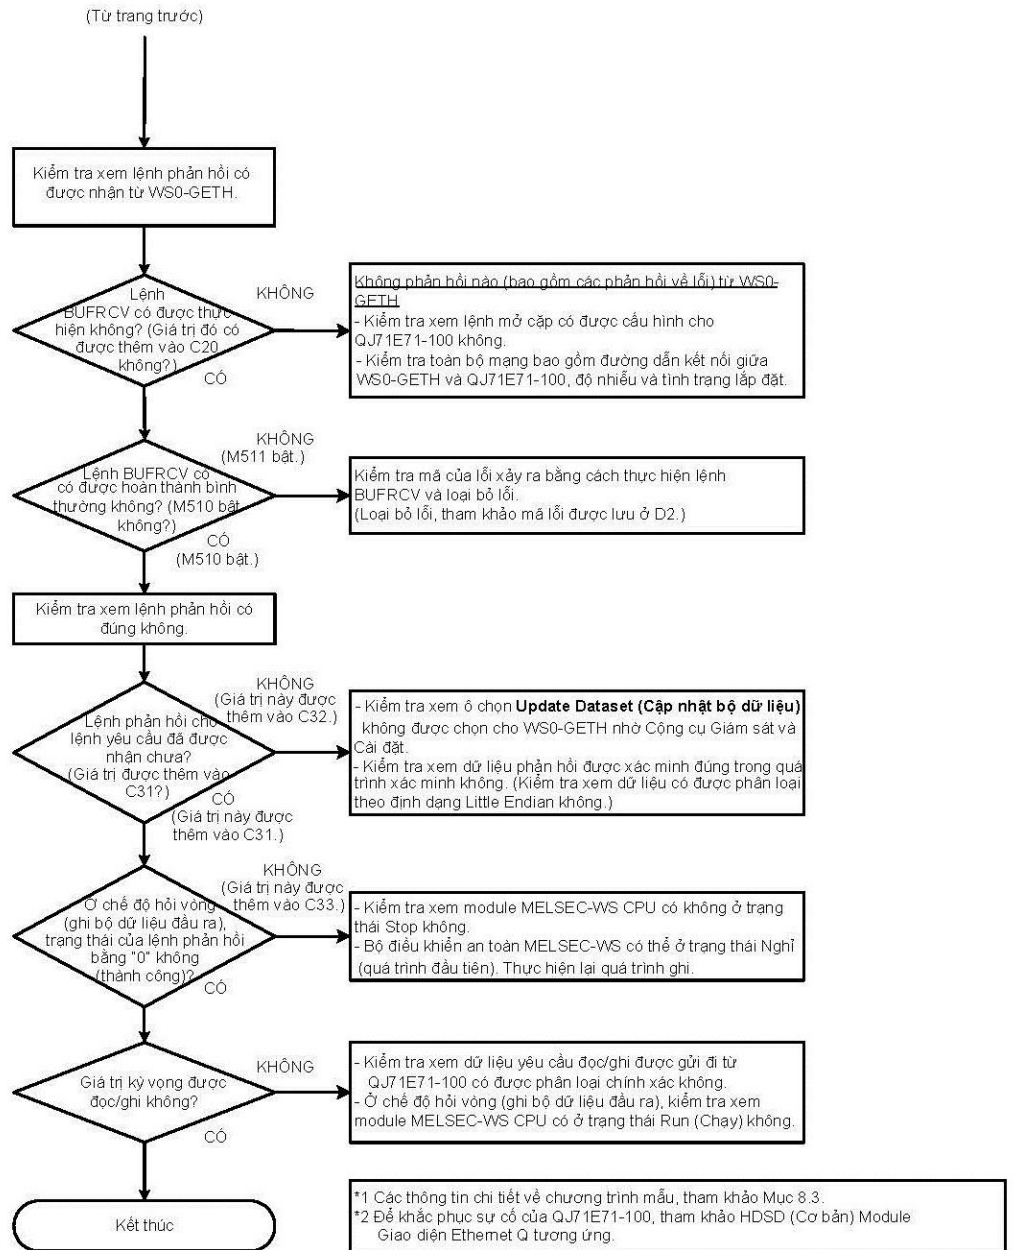 (Từ trang trước)
Kiểm tra xem lệnh phản hồi có
được nhận từ WS0-GETH.
Lệnh
BUFRCV có được thực
hiện không? (Giá trị đó có
được thêm vào C20
không?)
KHÔNG
CÓ
Không phản hồi nào (bao gồm các phản hồi về lỗi) từ WS0-
GETH
- Kiểm tra xem lệnh mở cặp có được cấu hình cho
QJ71E71-100 không.
- Kiểm tra toàn bộ mạng bao gồm đường dẫn kết nối giữa
WS0-GETH và QJ71E71-100, độ nhiễu và tình trạng lắp đặt.
Lệnh BUFRCV có
có được hoàn thành bình
thường không? (M510 bật
không?)
KHÔNG
(M511 bật.)
CÓ
(M510 bật.)
Kiểm tra mã của lỗi xảy ra bằng cách thực hiện lệnh
BUFRCV và loại bỏ lỗi.
(Loại bỏ lỗi, tham khảo mã lỗi được lưu ở D2.)
Kiểm tra xem lệnh phản hồi có
đúng không.
Lệnh phản hồi cho
lệnh yêu cầu đã được
nhận chưa?
(Giá trị được thêm vào
C31?)
KHÔNG
(Giá trị này được
thêm vào C32.)
CÓ
(Giá trị này được
thêm vào C31.)
- Kiểm tra xem ô chọn Update Dataset (Cập nhật bộ dữ liệu)
không được chọn cho WS0-GETH nhờ Công cụ Giám sát và
Cài đặt.
- Kiểm tra xem dữ liệu phản hồi được xác minh đúng trong quá
trình xác minh không. (Kiểm tra xem dữ liệu có được phân loại
theo định dạng Little Endian không.)
Ở chế độ hỏi vòng
(ghi bộ dữ liệu đầu ra),
trạng thái của lệnh phản hồi
bằng "0" không
(thành công)?
KHÔNG
(Giá trị này được
thêm vào C33.)
CÓ
- Kiểm tra xem module MELSEC-WS CPU có không ở trạng
thái Stop không.
- Bộ điều khiển an toàn MELSEC-WS có thể ở trạng thái Nghỉ
(quá trình đầu tiên). Thực hiện lại quá trình ghi.
Giá trị kỳ vọng được
đọc/ghi không?
KHÔNG
CÓ
- Kiểm tra xem dữ liệu yêu cầu đọc/ghi được gửi đi từ
QJ71E71-100 có được phân loại chính xác không.
- Ở chế độ hỏi vòng (ghi bộ dữ liệu đầu ra), kiểm tra xem
module MELSEC-WS CPU có ở trạng thái Run (Chạy) không.
Kết thúc
*1 Các thông tin chi tiết về chương trình mẫu, tham khảo Mục 8.3.
*2 Để khắc phục sự cố của QJ71E71-100, tham khảo HDSD (Cơ bản) Module
Giao diện Ethernet Q tương ứng.